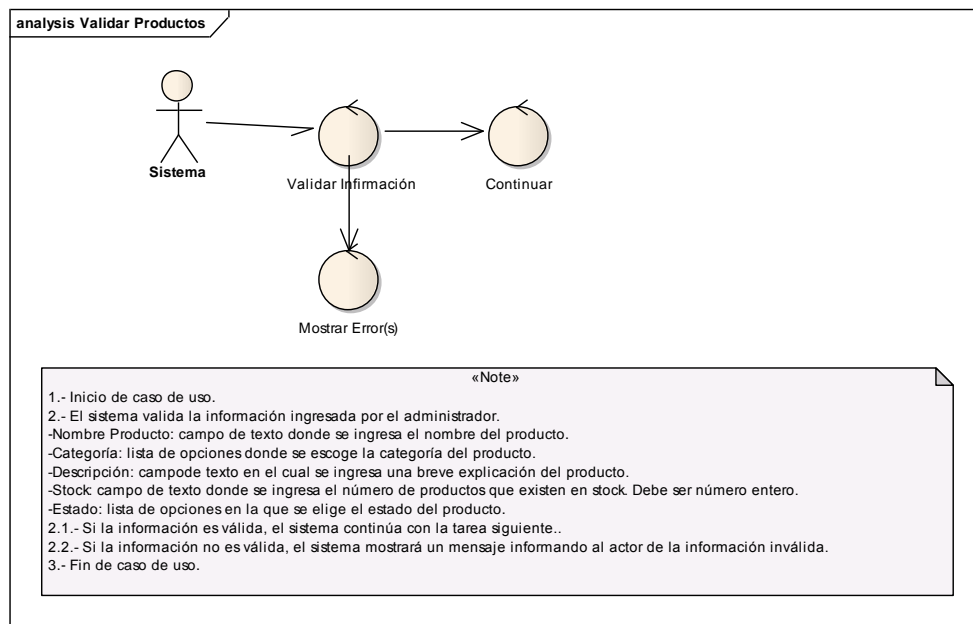 analysis Validar Productos
Sistema
Validar Infirmación
Continuar
Mostrar Error(s)
«Note»
1.- Inicio de caso de uso.
2.- El sistema valida la información ingresada por el administrador.
-Nombre Producto: campo de texto donde se ingresa el nombre del producto.
-Categoría: lista de opciones donde se escoge la categoría del producto.
-Descripción: campode texto en el cual se ingresa una breve explicación del producto.
-Stock: campo de texto donde se ingresa el número de productos que existen en stock. Debe ser número entero.
-Estado: lista de opciones en la que se elige el estado del producto.
2.1.- Si la información es válida, el sistema continúa con la tarea siguiente..
2.2.- Si la información no es válida, el sistema mostrará un mensaje informando al actor de la información inválida.
3.- Fin de caso de uso.